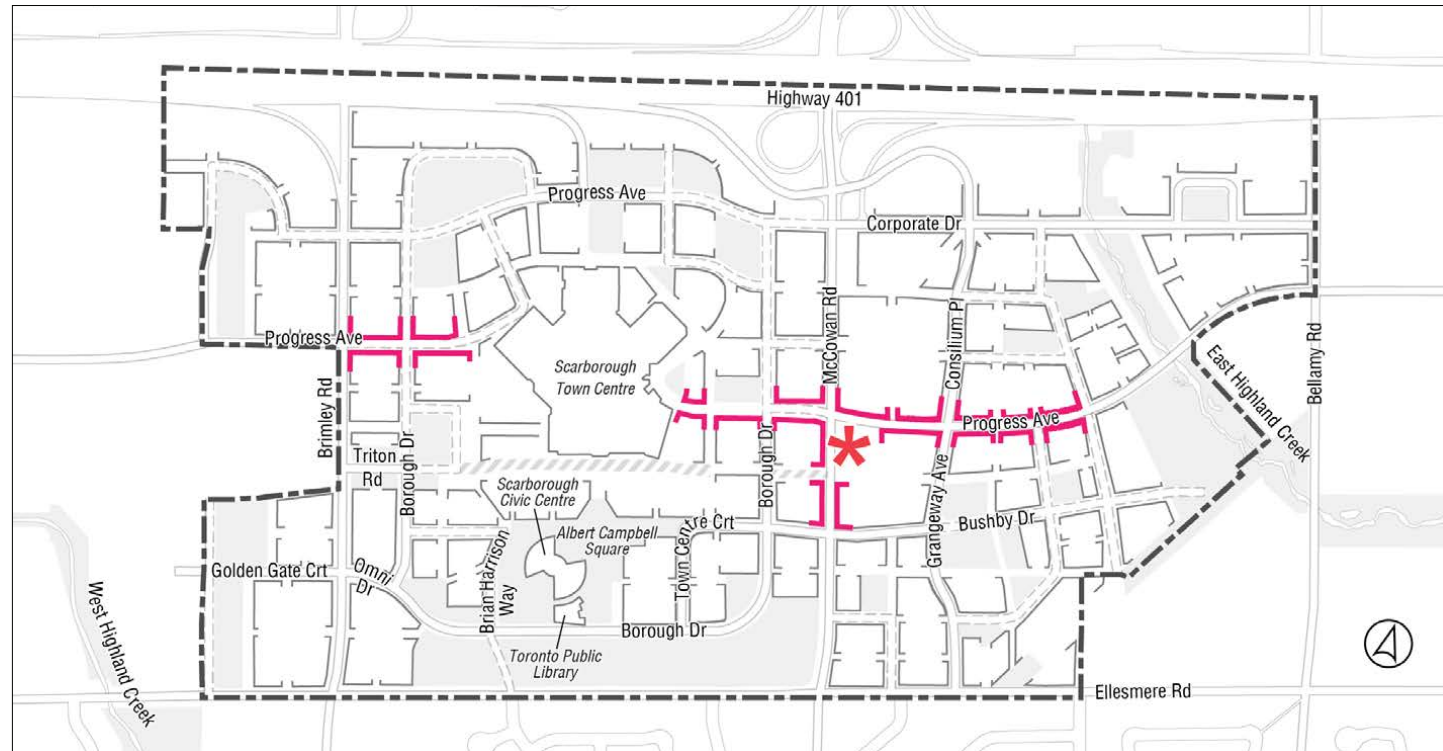 Highway 401
Progress Ave
Corporate Dr
Progress Ave
Scarborough
Town Centre
McCowan Rd
Consilium Pl
Bellamy Rd
East Highland Creek
Brimley Rd
Borough Dr
Borough Dr
Progress Ave
Triton
Rd
Scarborough
Civic Centre
Albert Campbell
Square
Town Centre Crt
Grangeway Ave
Bushby Dr
Golden Gate Crt
Omni
Dr
Brian Harrison
Way
Borough Dr
Toronto Public
Library
West Highland Creek
Ellesmere Rd